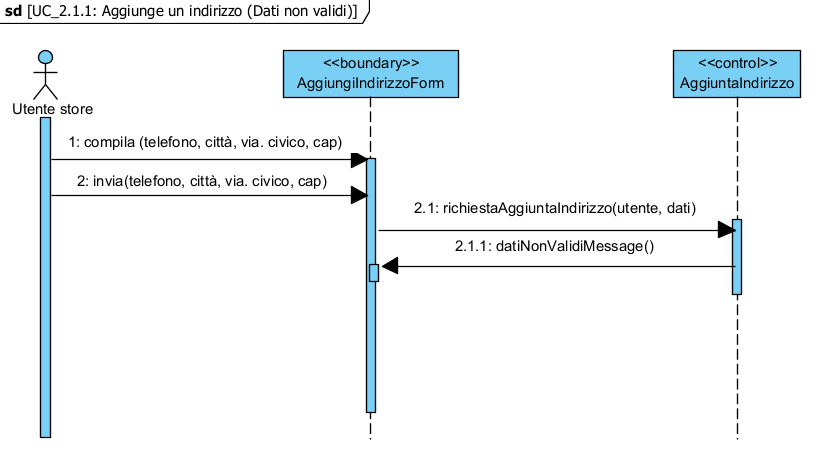 sd [UC_2.1.1: Aggiunge un indirizzo (Dati non validi)]
<<boundary>>
AggiungiIndirizzoForm
<<control>>
AggiuntaIndirizzo
Utente store
1: compila (telefono, città, via. civico, cap)
2: invia(telefono, città, via. civico, cap)
2.1: richiestaAggiuntaIndirizzo(utente, dati)
2.1.1: datiNonValidiMessage()